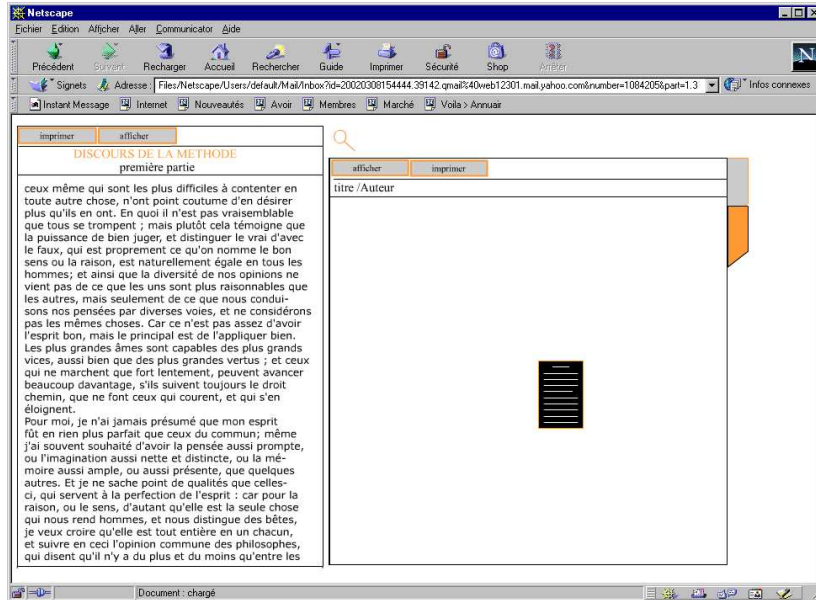 Netscape
Fichier Edition Afficher Aller Communicator Aide
Précédent Suivant Recharger Accueil Rechercher Guide Imprimer Sécurité Shop Arrêter
Signets Adresse : Files/Netscape/Users/default/Mail/Inbox?id=20020308154444.39142.qmail%40web12301.mail.yahoo.com&number=1084205&part=1.3 Infos connexes
Instant Message Internet Nouveautés Avoir Membres Marché Voila > Annuair
imprimer afficher
DISCOURS DE LA METHODE
première partie
ceux même qui sont les plus difficiles à contenter en
toute autre chose, n'ont point coutume d'en désirer
plus qu'ils en ont. En quoi il n'est pas vraisemblable
que tous se trompent ; mais plutôt cela témoigne que
la puissance de bien juger, et distinguer le vrai d'avec
le faux, qui est proprement ce qu'on nomme le bon
sens ou la raison, est naturellement égale en tous les
hommes; et ainsi que la diversité de nos opinions ne
vient pas de ce que les uns sont plus raisonnables que
les autres, mais seulement de ce que nous condui-
sons nos pensées par diverses voies, et ne considérons
pas les mêmes choses. Car ce n'est pas assez d'avoir
l'esprit bon, mais le principal est de l'appliquer bien.
Les plus grandes âmes sont capables des plus grands
vices, aussi bien que des plus grandes vertus ; et ceux
qui ne marchent que fort lentement, peuvent avancer
beaucoup davantage, s'ils suivent toujours le droit
chemin, que ne font ceux qui courent, et qui s'en
éloignent.
Pour moi, je n'ai jamais présumé que mon esprit
fût en rien plus parfait que ceux du commun; même
j'ai souvent souhaité d'avoir la pensée aussi prompte,
ou l'imagination aussi nette et distincte, ou la mé-
moire aussi ample, ou aussi présente, que quelques
autres. Et je ne sache point de qualités que celles-
ci, qui servent à la perfection de l'esprit : car pour la
raison, ou le sens, d'autant qu'elle est la seule chose
qui nous rend hommes, et nous distingue des bêtes,
je veux croire qu'elle est tout entière en un chacun,
et suivre en ceci l'opinion commune des philosophes,
qui disent qu'il n'y a du plus et du moins qu'entre les
afficher imprimer
titre /Auteur
Document : chargé